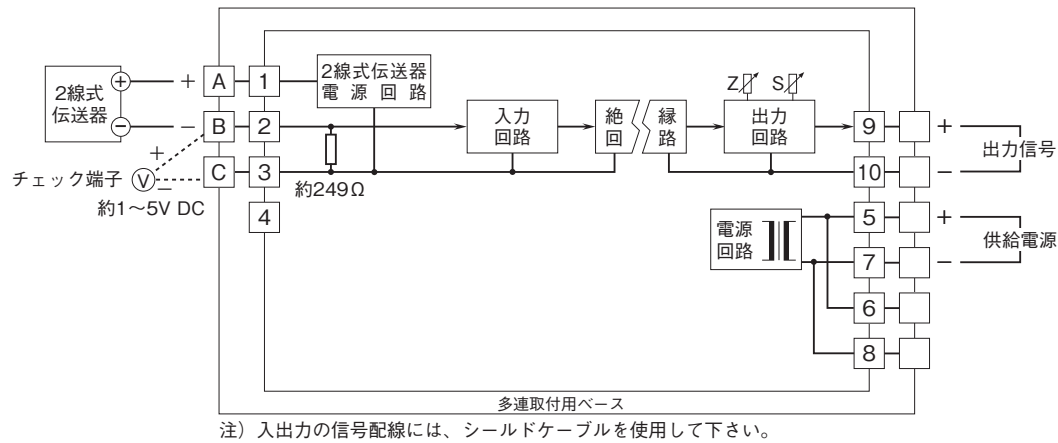 2線式
伝送器
+
−
+
−
A
B
C
1
2
3
4
2線式伝送器
電源回路
入力
回路
絶
回
縁
路
Z
S
出力
回路
9
10
+
−
出力信号
チェック端子
V
+
−
約1～5V DC
約249Ω
電源
回路
5
7
6
8
+
−
供給電源
多連取付用ベース
注）入出力の信号配線には、シールドケーブルを使用して下さい。